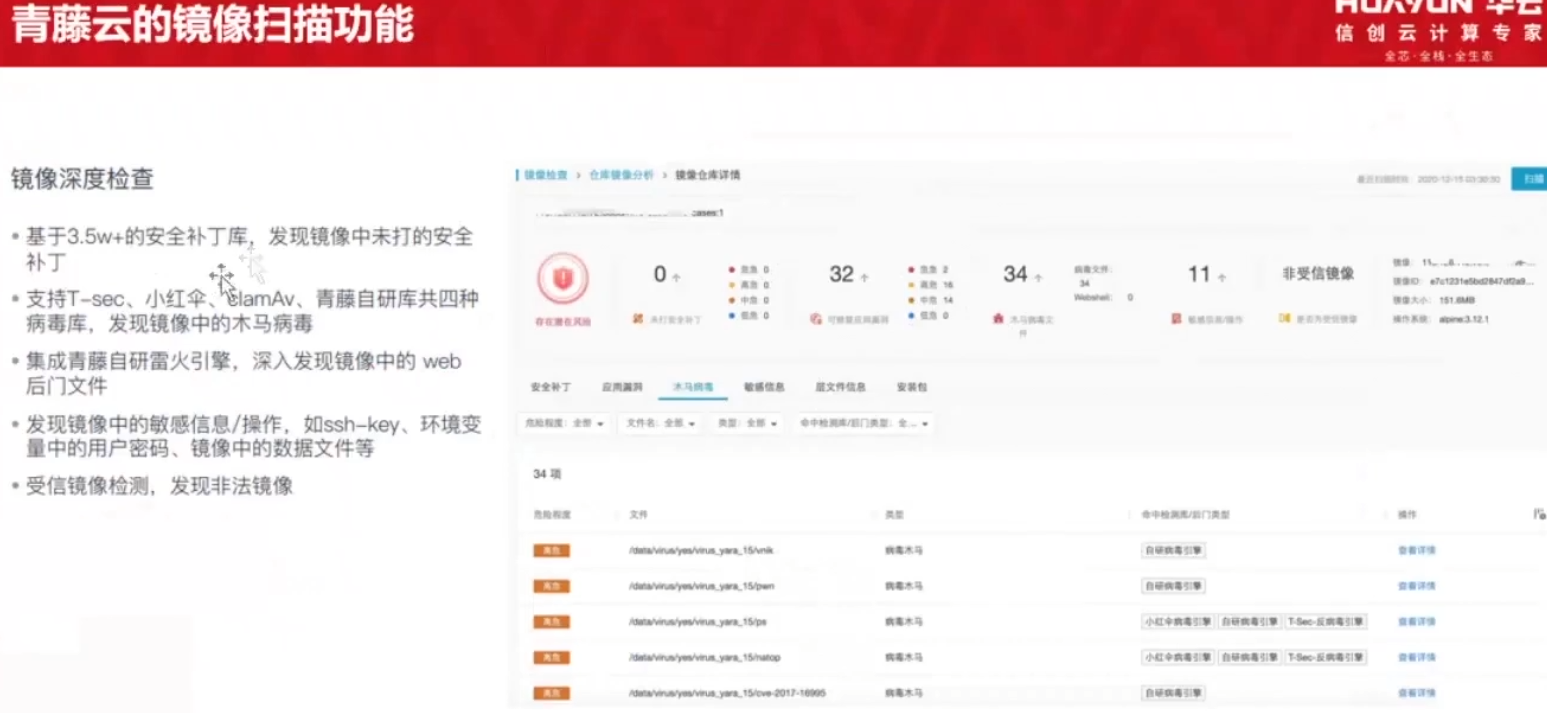 青藤云的镜像扫描功能
HUAYUN 华云
信创云计算专家
全芯·全栈·全生态
镜像深度检查
• 基于3.5w+的安全补丁库，发现镜像中未打的安全
补丁
• 支持T-sec、小红伞、ClamAv、青藤自研库共四种
病毒库，发现镜像中的木马病毒
• 集成青藤自研雷火引擎，深入发现镜像中的 web
后门文件
• 发现镜像中的敏感信息/操作，如ssh-key、环境变
量中的用户密码、镜像中的数据文件等
• 受信镜像检测，发现非法镜像
镜像检查 › 仓库镜像分析 › 镜像仓库详情
最近扫描时间：2020-12-15 03:30:30 扫描
cases:1
存在潜在风险
0 个
未打安全补丁
危急 0
高危 0
中危 0
低危 0
32 个
可修复应用漏洞
危急 2
高危 16
中危 14
低危 0
34 个
木马病毒文
件
病毒文件：
34
Webshell： 0
11 个
敏感信息/操作
非受信镜像
是否为受信镜像
镜像：
镜像ID： e7c1231e5bd2847df2a9...
镜像大小： 151.6MB
操作系统： alpine:3.12.1
安全补丁 应用漏洞 木马病毒 敏感信息 层文件信息 安装包
危险程度：全部 文件名：全部 类型：全部 命中检测库/后门类型：全...
34 项
危险程度 文件 类型 命中检测库/后门类型 操作
高危 /data/virus/yes/virus_yara_15/vnik 病毒木马 自研病毒引擎 查看详情
高危 /data/virus/yes/virus_yara_15/pwn 病毒木马 自研病毒引擎 查看详情
高危 /data/virus/yes/virus_yara_15/ps 病毒木马 小红伞病毒引擎 自研病毒引擎 T-Sec-反病毒引擎 查看详情
高危 /data/virus/yes/virus_yara_15/natop 病毒木马 小红伞病毒引擎 自研病毒引擎 T-Sec-反病毒引擎 查看详情
高危 /data/virus/yes/virus_yara_15/cve-2017-16995 病毒木马 自研病毒引擎 查看详情